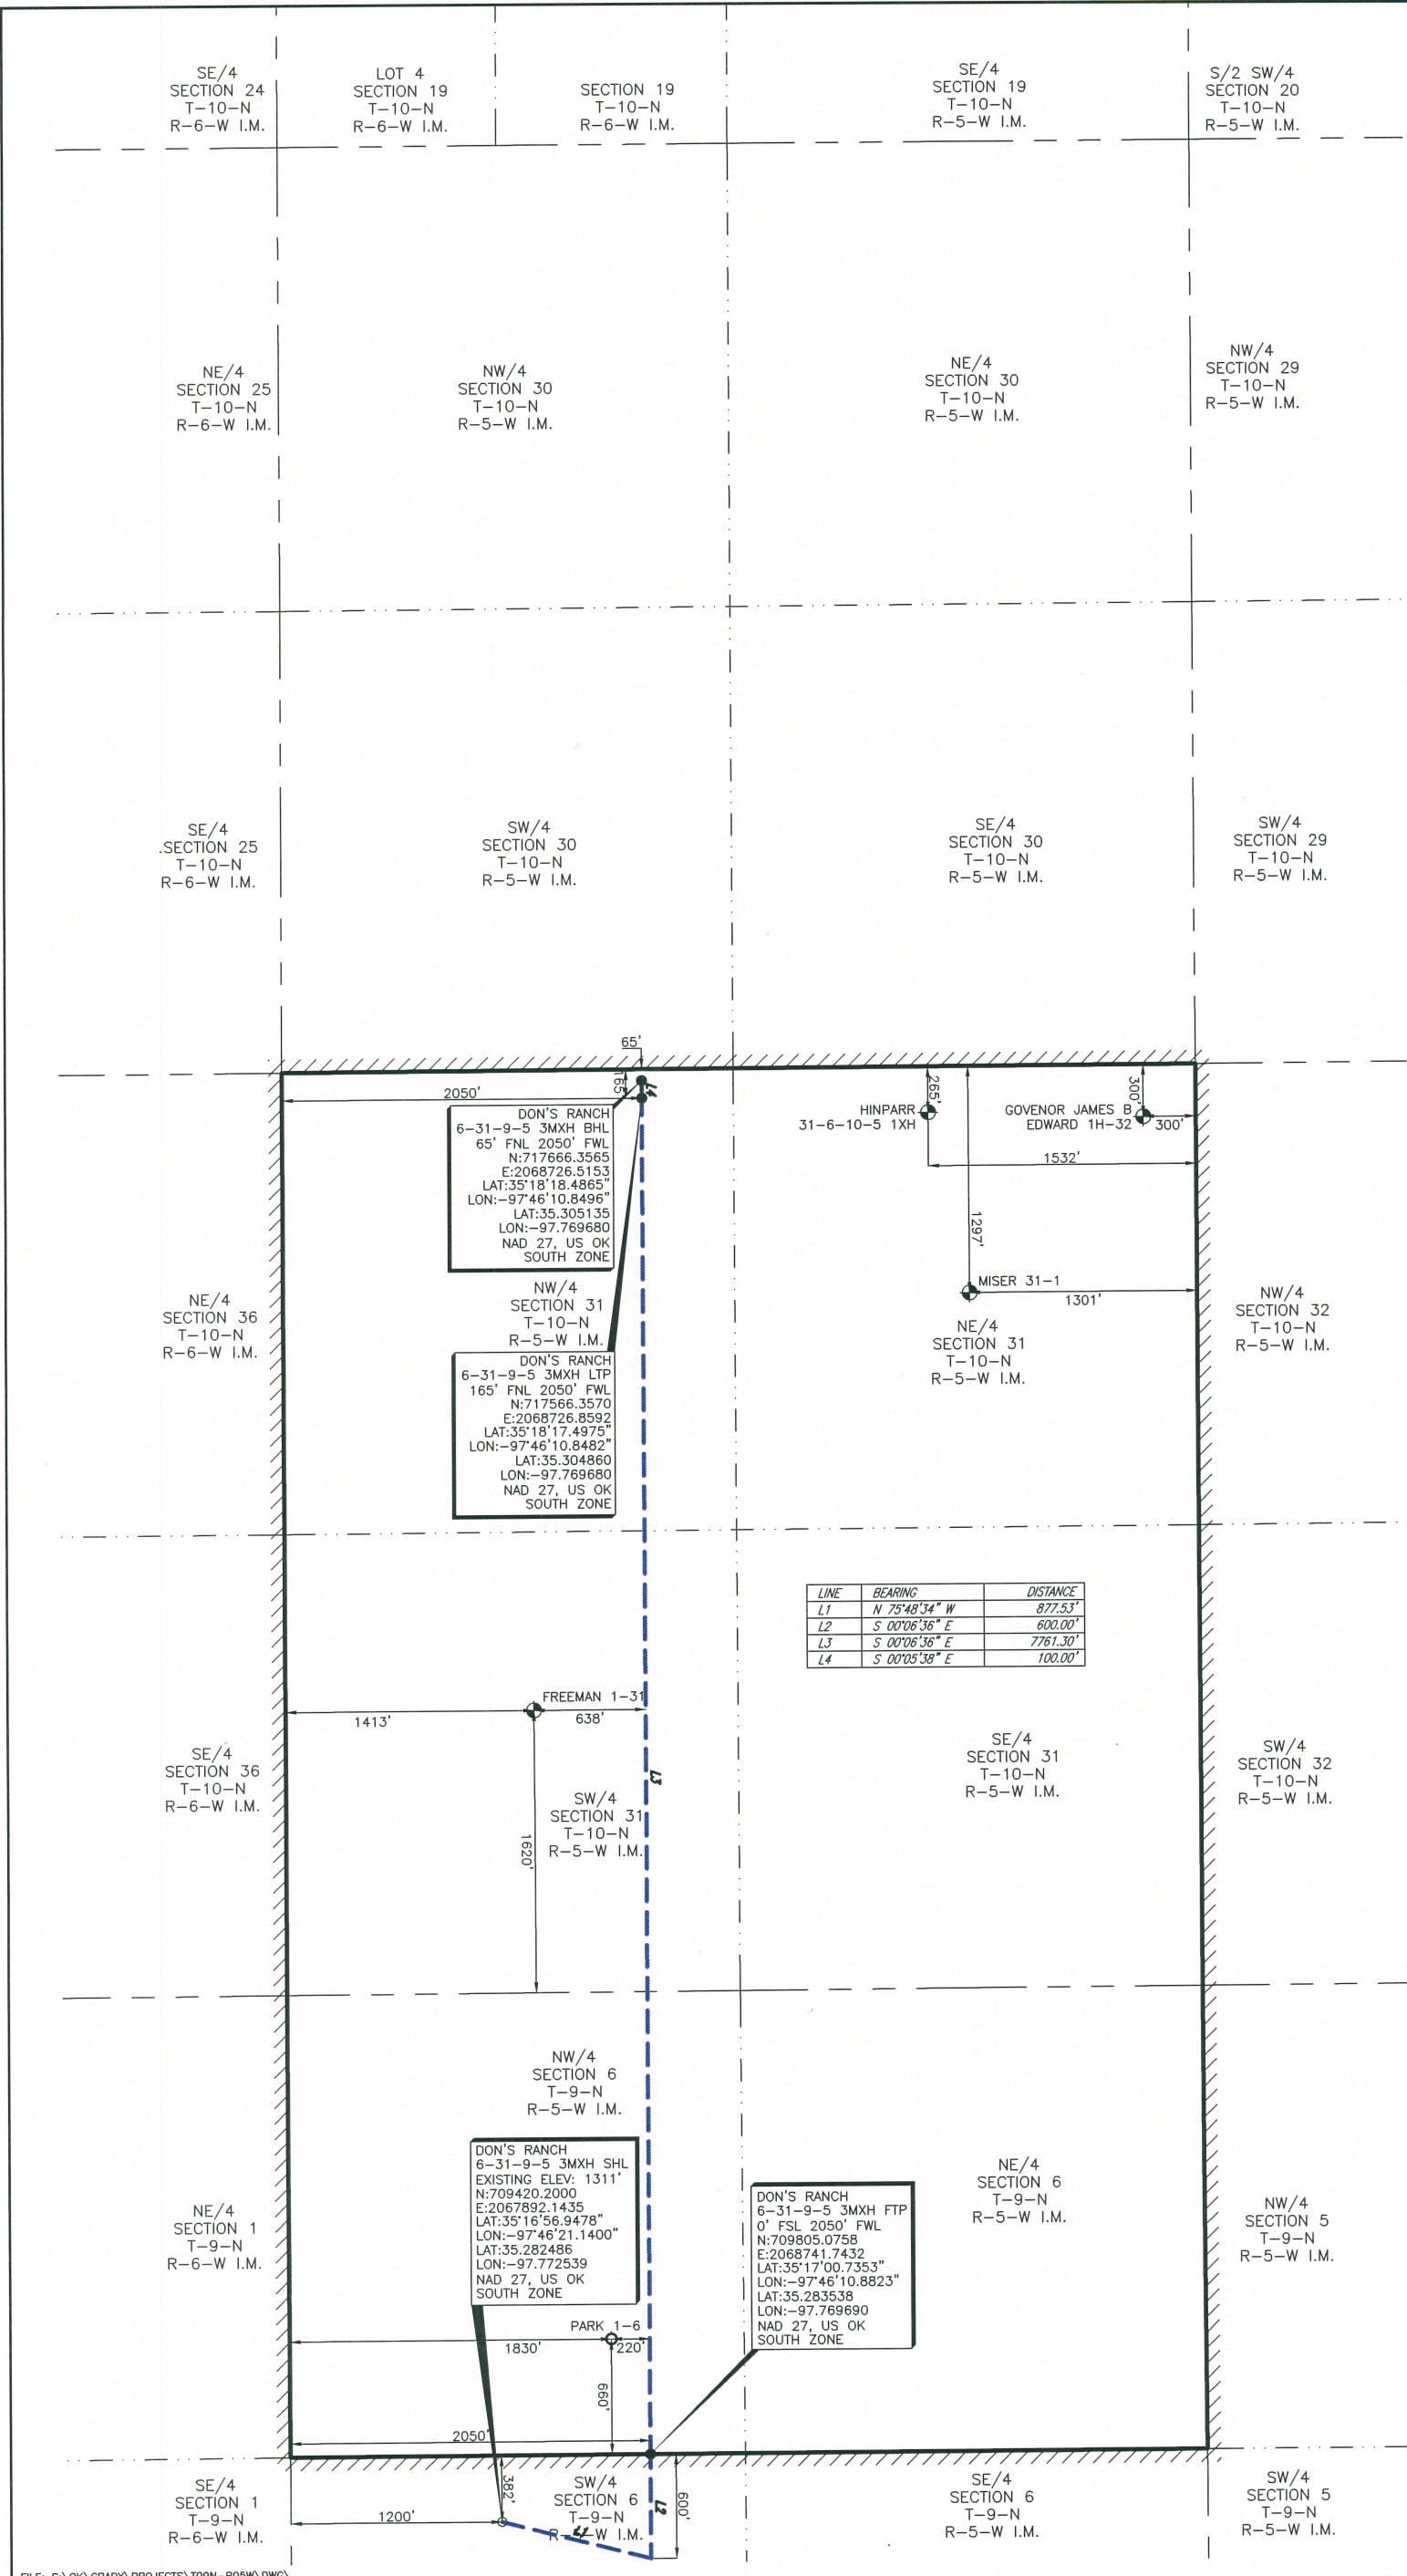 SE/4
SECTION 24
T-10-N
R-6-W I.M.
LOT 4
SECTION 19
T-10-N
R-6-W I.M.
SECTION 19
T-10-N
R-6-W I.M.
SE/4
SECTION 19
T-10-N
R-5-W I.M.
S/2 SW/4
SECTION 20
T-10-N
R-5-W I.M.
NE/4
SECTION 25
T-10-N
R-6-W I.M.
NW/4
SECTION 30
T-10-N
R-5-W I.M.
NE/4
SECTION 30
T-10-N
R-5-W I.M.
NW/4
SECTION 29
T-10-N
R-5-W I.M.
SE/4
SECTION 25
T-10-N
R-6-W I.M.
SW/4
SECTION 30
T-10-N
R-5-W I.M.
SE/4
SECTION 30
T-10-N
R-5-W I.M.
SW/4
SECTION 29
T-10-N
R-5-W I.M.
65'
165'
L4
2050'
DON'S RANCH
6-31-9-5 3MXH BHL
65' FNL 2050' FWL
N:717666.3565
E:2068726.5153
LAT:35°18'18.4865"
LON:-97°46'10.8496"
LAT:35.305135
LON:-97.769680
NAD 27, US OK
SOUTH ZONE
265'
HINPARR
31-6-10-5 1XH
1532'
300'
GOVENOR JAMES B
EDWARD 1H-32
300'
1297'
MISER 31-1
1301'
NE/4
SECTION 36
T-10-N
R-6-W I.M.
NW/4
SECTION 31
T-10-N
R-5-W I.M.
NE/4
SECTION 31
T-10-N
R-5-W I.M.
NW/4
SECTION 32
T-10-N
R-5-W I.M.
DON'S RANCH
6-31-9-5 3MXH LTP
165' FNL 2050' FWL
N:717566.3570
E:2068726.8592
LAT:35°18'17.4975"
LON:-97°46'10.8482"
LAT:35.304860
LON:-97.769680
NAD 27, US OK
SOUTH ZONE
LINE BEARING DISTANCE
L1 N 75°48'34" W 877.53'
L2 S 00°06'36" E 600.00'
L3 S 00°06'36" E 7761.30'
L4 S 00°05'38" E 100.00'
FREEMAN 1-31
1413'
638'
1620'
L3
SE/4
SECTION 36
T-10-N
R-6-W I.M.
SW/4
SECTION 31
T-10-N
R-5-W I.M.
SE/4
SECTION 31
T-10-N
R-5-W I.M.
SW/4
SECTION 32
T-10-N
R-5-W I.M.
NW/4
SECTION 6
T-9-N
R-5-W I.M.
DON'S RANCH
6-31-9-5 3MXH SHL
EXISTING ELEV: 1311'
N:709420.2000
E:2067892.1435
LAT:35°16'56.9478"
LON:-97°46'21.1400"
LAT:35.282486
LON:-97.772539
NAD 27, US OK
SOUTH ZONE
DON'S RANCH
6-31-9-5 3MXH FTP
0' FSL 2050' FWL
N:709805.0758
E:2068741.7432
LAT:35°17'00.7353"
LON:-97°46'10.8823"
LAT:35.283538
LON:-97.769690
NAD 27, US OK
SOUTH ZONE
NE/4
SECTION 6
T-9-N
R-5-W I.M.
NE/4
SECTION 1
T-9-N
R-6-W I.M.
NW/4
SECTION 5
T-9-N
R-5-W I.M.
PARK 1-6
1830'
220'
660'
2050'
382'
1200'
L1
L2
600'
SE/4
SECTION 1
T-9-N
R-6-W I.M.
SW/4
SECTION 6
T-9-N
R-5-W I.M.
SE/4
SECTION 6
T-9-N
R-5-W I.M.
SW/4
SECTION 5
T-9-N
R-5-W I.M.
FILE: S:\OK\GRADY\PROJECTS\T09N-R05W\DWG\